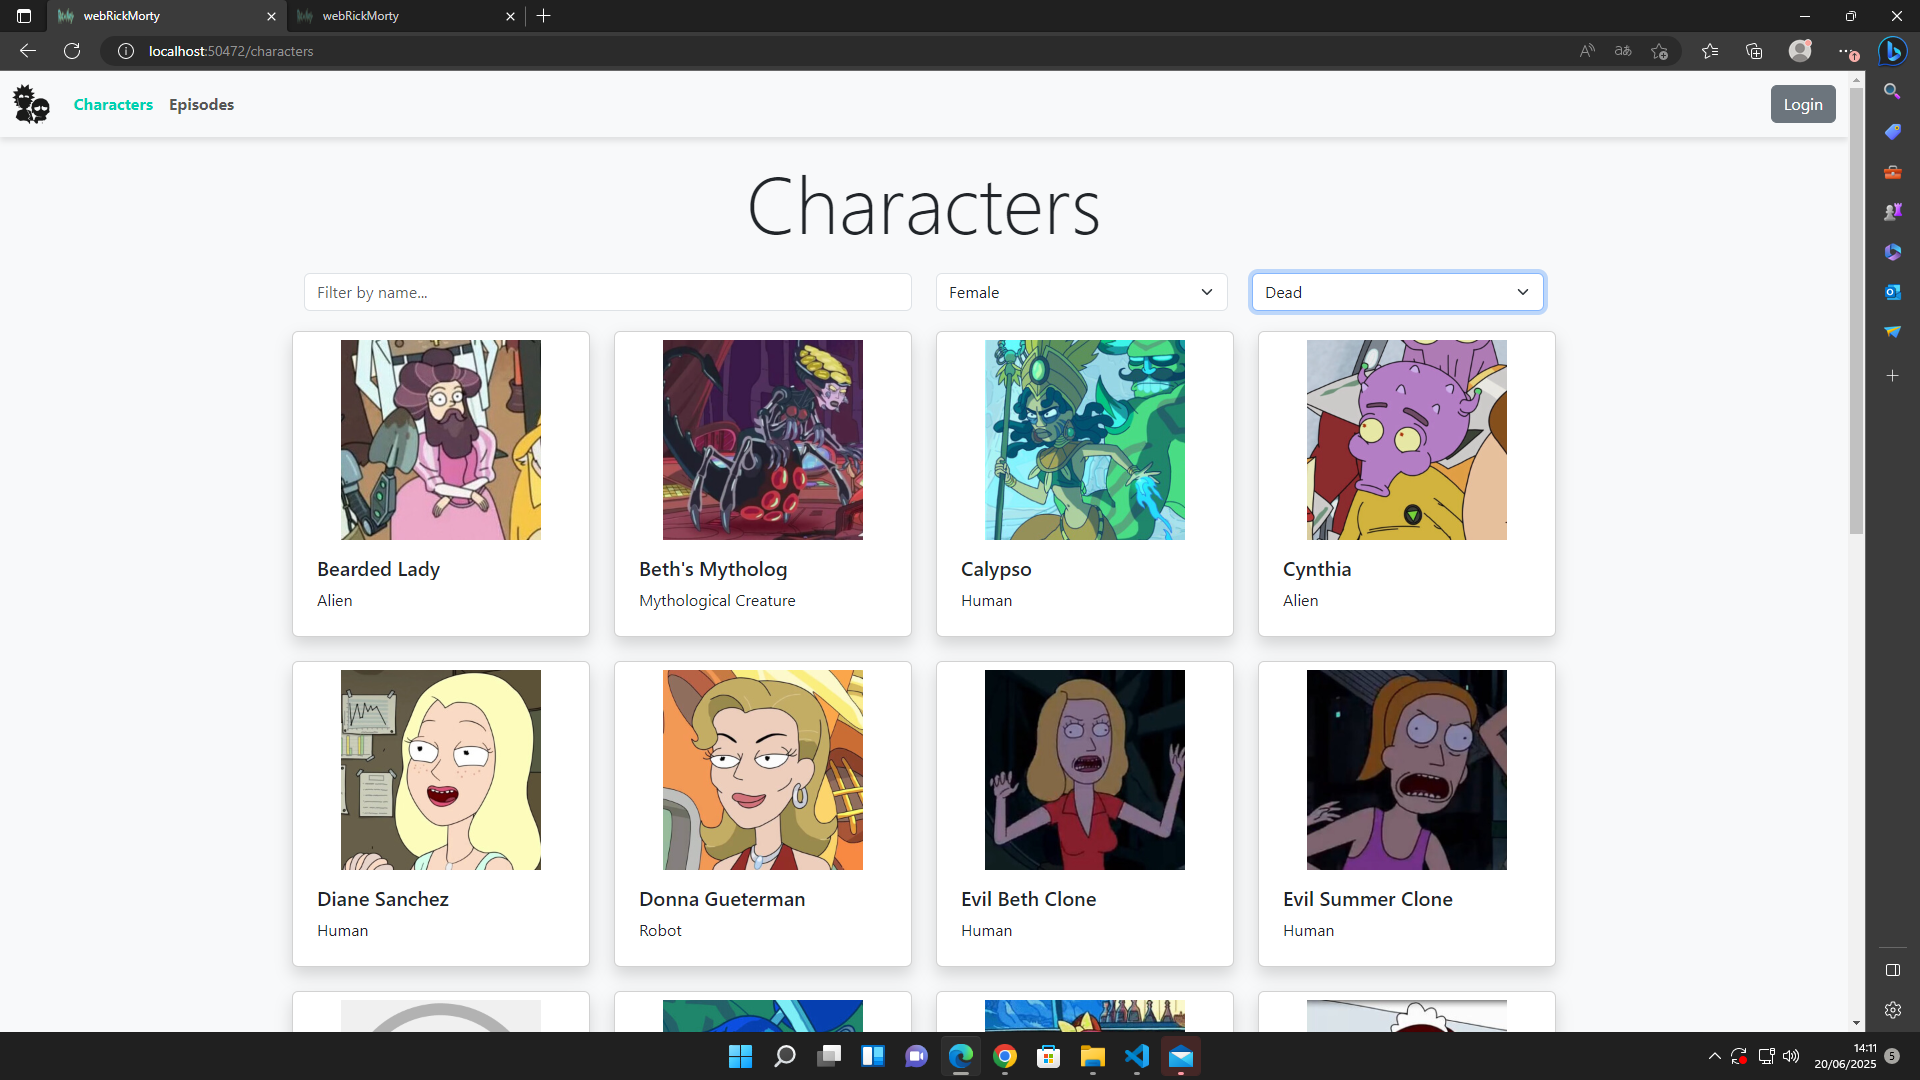 webRickMorty
webRickMorty
localhost:50472/characters
Characters
Episodes
Login
Characters
Filter by name...
Female
Dead
Bearded Lady
Alien
Beth's Mytholog
Mythological Creature
Calypso
Human
Cynthia
Alien
Diane Sanchez
Human
Donna Gueterman
Robot
Evil Beth Clone
Human
Evil Summer Clone
Human
14:11
20/06/2025
5